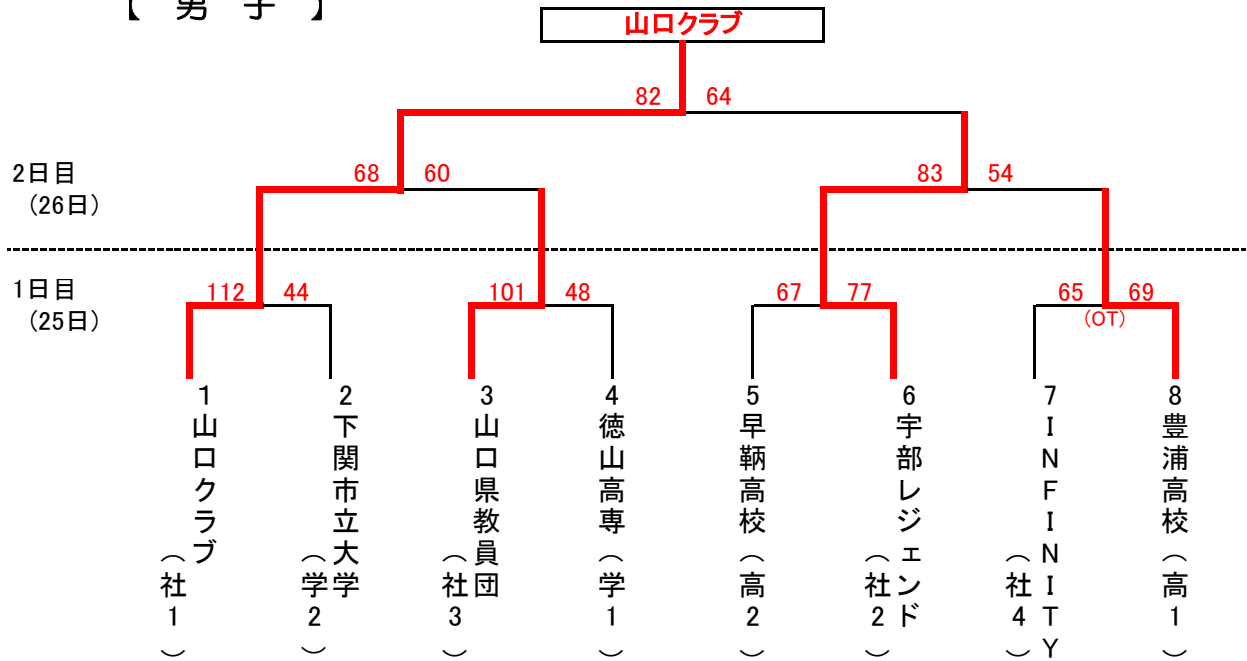 【 男 子 】
山口クラブ
82 64
2日目
（26日）
68 60
83 54
1日目
（25日）
112 44
101 48
67 77
65 69
（OT）
1 山口クラブ （社1）
2 下関市立大学 （学2）
3 山口県教員団 （社3）
4 徳山高専（学1）
5 早鞆高校（高2）
6 宇部レジェンド （社2）
7 INFINITY （社4）
8 豊浦高校（高1）